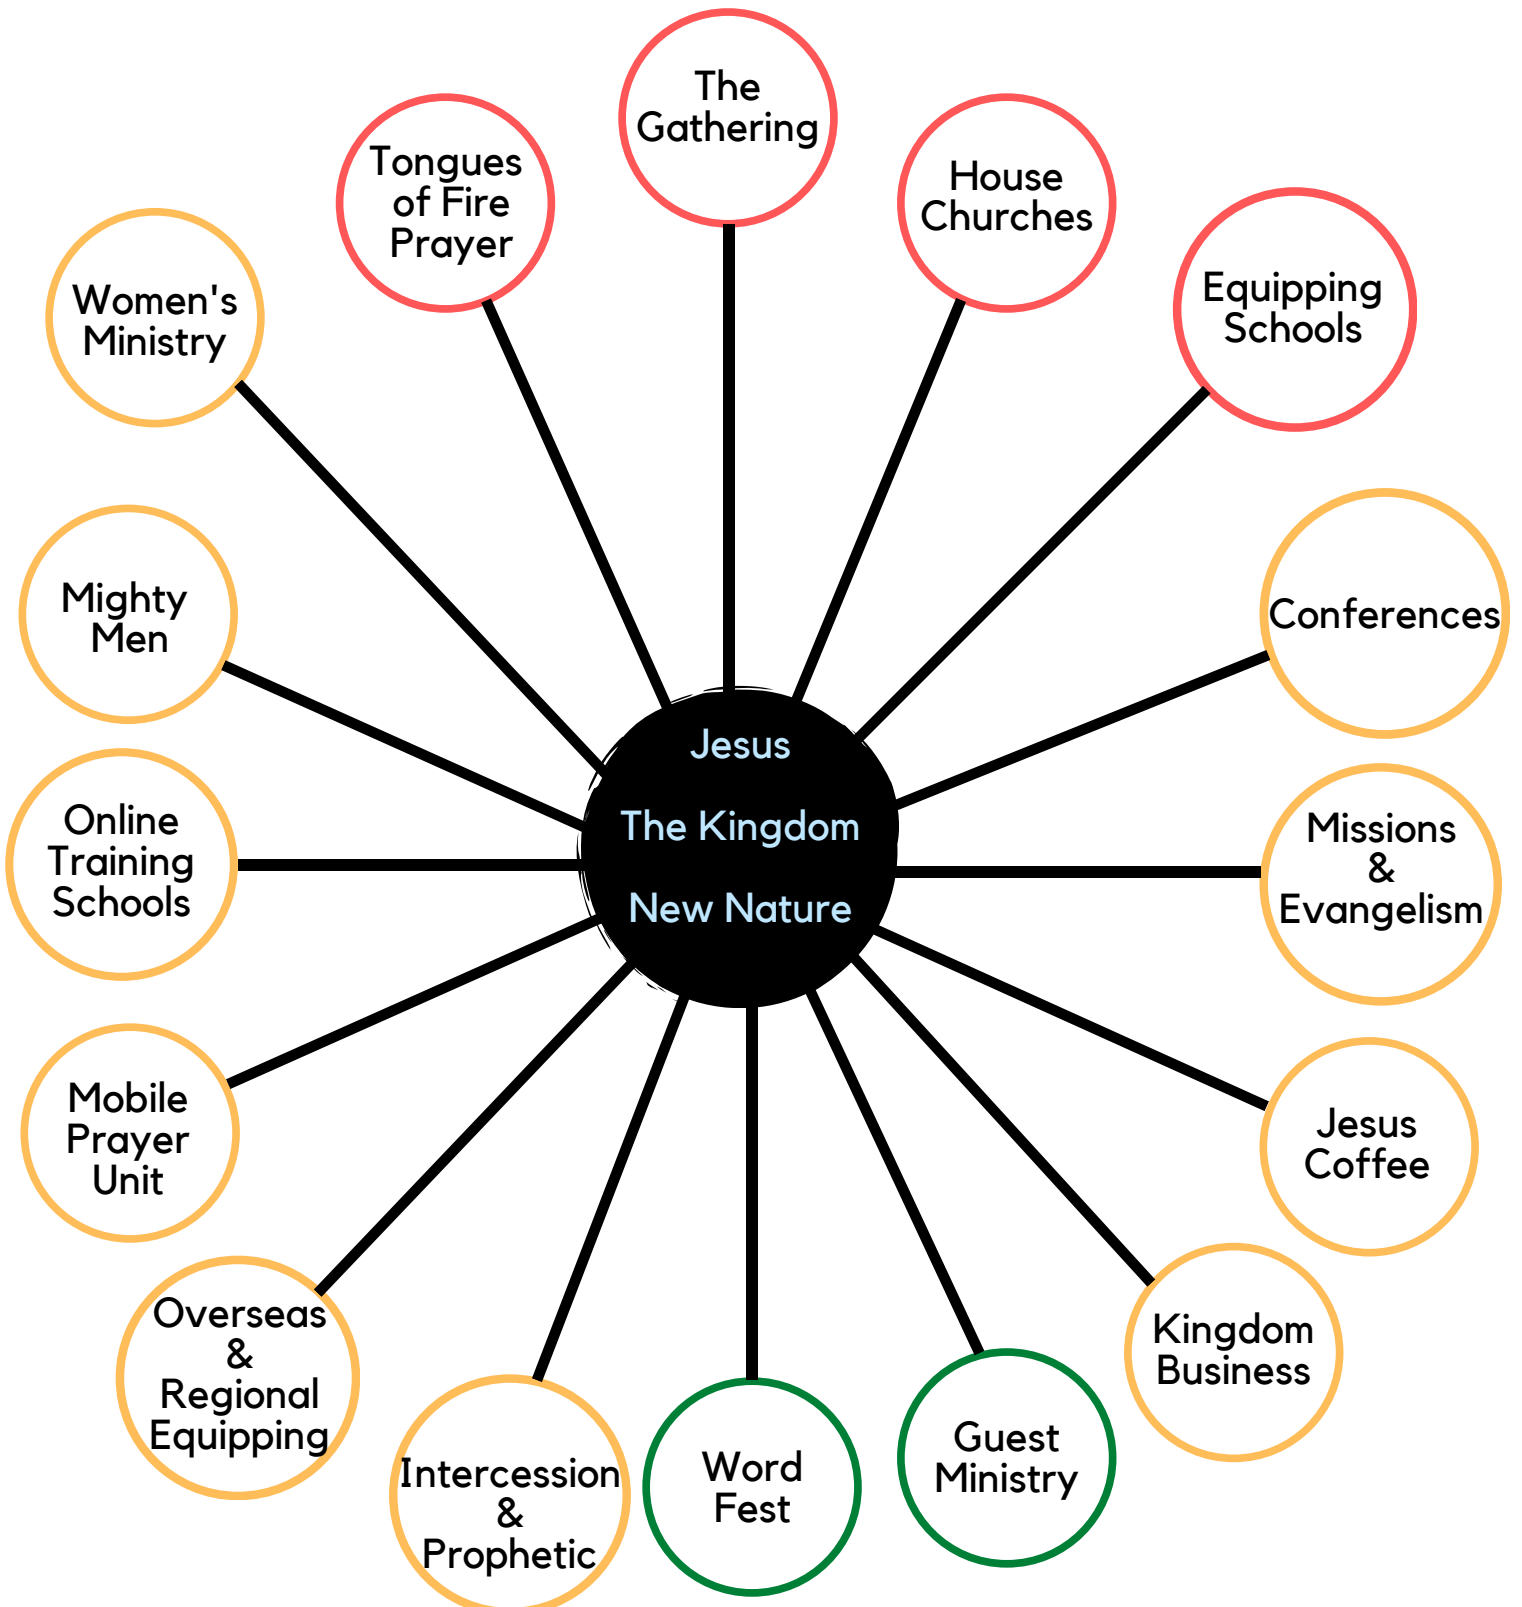 The
Gathering
Tongues
of Fire
Prayer
House
Churches
Women's
Ministry
Equipping
Schools
Mighty
Men
Conferences
Jesus
The Kingdom
New Nature
Online
Training
Schools
Missions
&
Evangelism
Mobile
Prayer
Unit
Jesus
Coffee
Overseas
&
Regional
Equipping
Kingdom
Business
Intercession
&
Prophetic
Word
Fest
Guest
Ministry